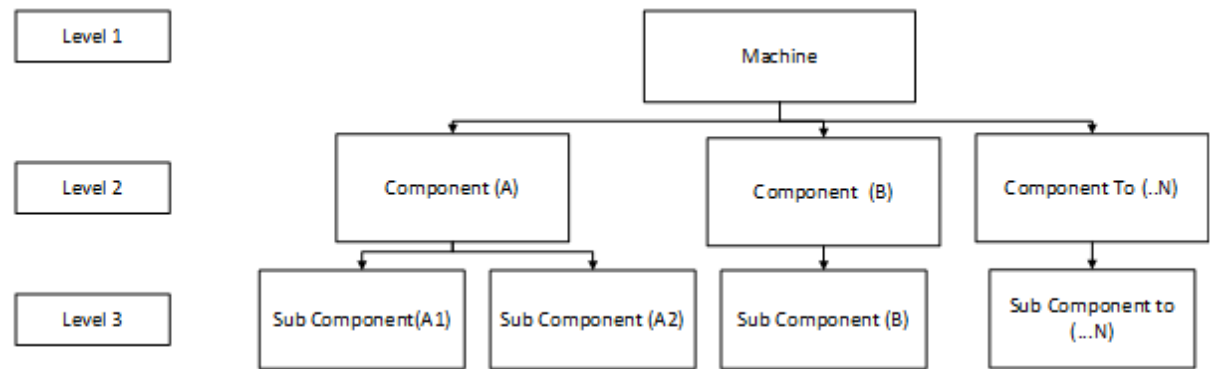 Level 1
Machine
Level 2
Component (A)
Component  (B)
Component To (..N)
Level 3
Sub Component(A1)
Sub Component (A2)
Sub Component (B)
Sub Component to
(...N)